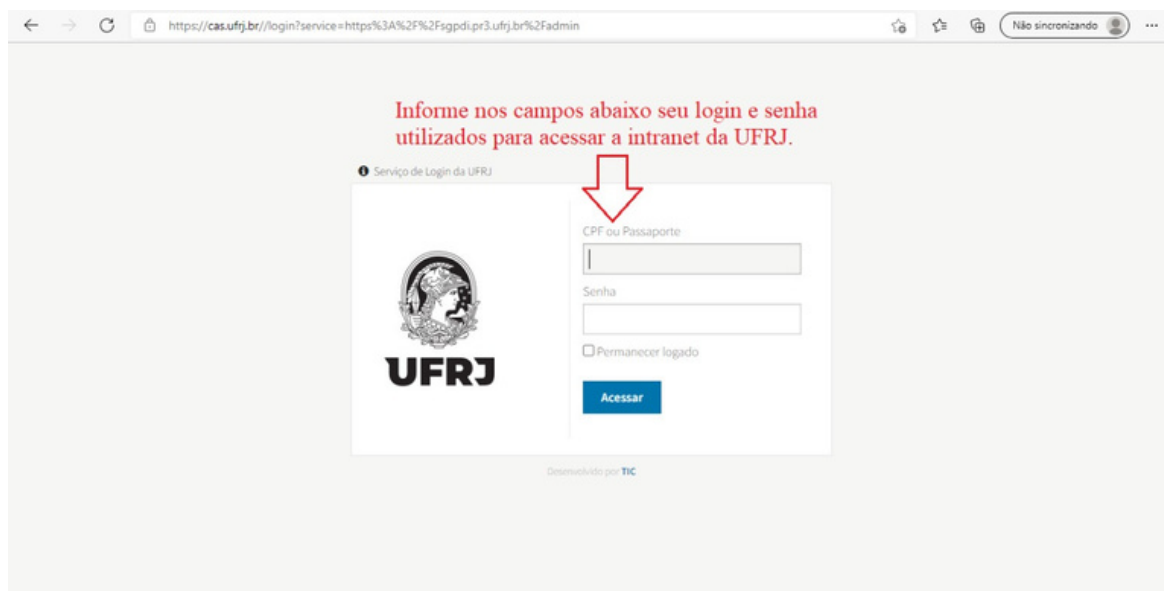 https://cas.ufrj.br//login?service=https%3A%2F%2Fsgpdi.pr3.ufrj.br%2Fadmin
Não sincronizando
Informe nos campos abaixo seu login e senha
utilizados para acessar a intranet da UFRJ.
Serviço de Login da UFRJ
CPF ou Passaporte
Senha
Permanecer logado
UFRJ
Acessar
Desenvolvido por TIC